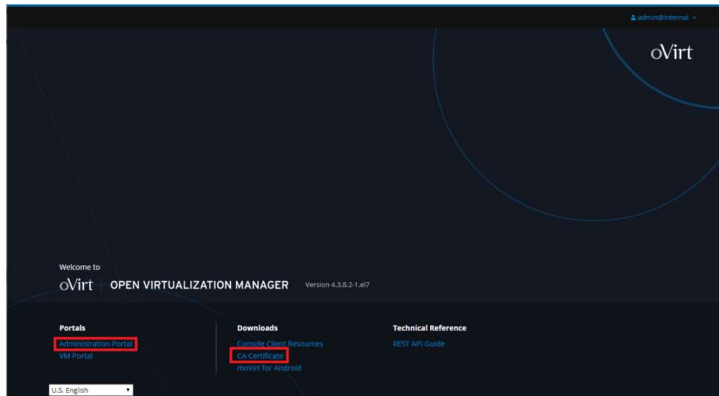 admin@internal
oVirt
Welcome to
oVirt OPEN VIRTUALIZATION MANAGER Version 4.3.8.2-1.el7
Portals
Administration Portal
VM Portal
Downloads
Console Client Resources
CA Certificate
moVirt for Android
Technical Reference
REST API Guide
U.S. English